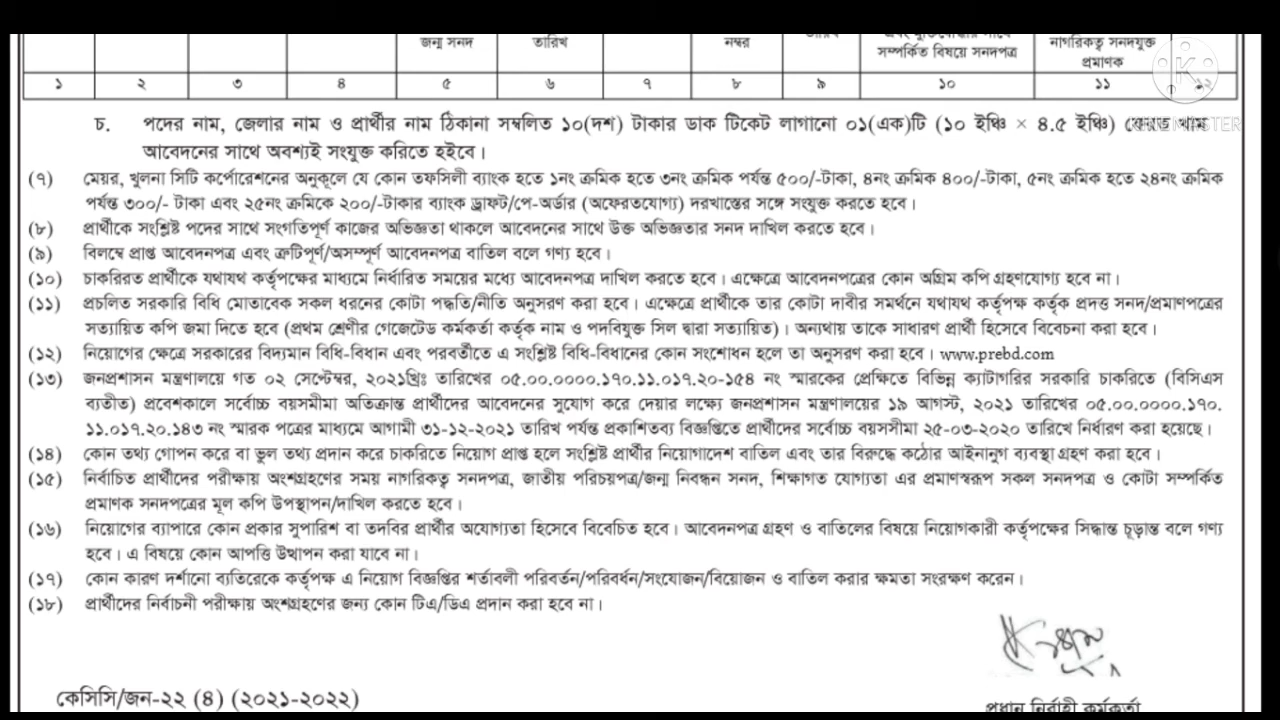 জন্ম সনদ তারিখ নম্বর সম্পর্কিত বিষয়ে সনদপত্র নাগরিকত্ব সনদযুক্ত
প্রমাণক
১ ২ ৩ ৪ ৫ ৬ ৭ ৮ ৯ ১০ ১১ ১২
চ. পদের নাম, জেলার নাম ও প্রার্থীর নাম ঠিকানা সম্বলিত ১০(দশ) টাকার ডাক টিকেট লাগানো ০১(এক)টি (১০ ইঞ্চি × ৪.৫ ইঞ্চি) ফেরত খাম
আবেদনের সাথে অবশ্যই সংযুক্ত করিতে হইবে।
(৭) মেয়র, খুলনা সিটি কর্পোরেশনের অনুকূলে যে কোন তফসিলী ব্যাংক হতে ১নং ক্রমিক হতে ৩নং ক্রমিক পর্যন্ত ৫০০/-টাকা, ৪নং ক্রমিক ৪০০/-টাকা, ৫নং ক্রমিক হতে ২৪নং ক্রমিক
পর্যন্ত ৩০০/- টাকা এবং ২৫নং ক্রমিকে ২০০/-টাকার ব্যাংক ড্রাফট/পে-অর্ডার (অফেরতযোগ্য) দরখাস্তের সঙ্গে সংযুক্ত করতে হবে।
(৮) প্রার্থীকে সংশ্লিষ্ট পদের সাথে সংগতিপূর্ণ কাজের অভিজ্ঞতা থাকলে আবেদনের সাথে উক্ত অভিজ্ঞতার সনদ দাখিল করতে হবে।
(৯) বিলম্বে প্রাপ্ত আবেদনপত্র এবং ত্রুটিপূর্ণ/অসম্পূর্ণ আবেদনপত্র বাতিল বলে গণ্য হবে।
(১০) চাকরিরত প্রার্থীকে যথাযথ কর্তৃপক্ষের মাধ্যমে নির্ধারিত সময়ের মধ্যে আবেদনপত্র দাখিল করতে হবে। এক্ষেত্রে আবেদনপত্রের কোন অগ্রিম কপি গ্রহণযোগ্য হবে না।
(১১) প্রচলিত সরকারি বিধি মোতাবেক সকল ধরনের কোটা পদ্ধতি/নীতি অনুসরণ করা হবে। এক্ষেত্রে প্রার্থীকে তার কোটা দাবীর সমর্থনে যথাযথ কর্তৃপক্ষ কর্তৃক প্রদত্ত সনদ/প্রমাণপত্রের
সত্যায়িত কপি জমা দিতে হবে (প্রথম শ্রেণীর গেজেটেড কর্মকর্তা কর্তৃক নাম ও পদবিযুক্ত সিল দ্বারা সত্যায়িত)। অন্যথায় তাকে সাধারণ প্রার্থী হিসেবে বিবেচনা করা হবে।
(১২) নিয়োগের ক্ষেত্রে সরকারের বিদ্যমান বিধি-বিধান এবং পরবর্তীতে এ সংশ্লিষ্ট বিধি-বিধানের কোন সংশোধন হলে তা অনুসরণ করা হবে। www.prebd.com
(১৩) জনপ্রশাসন মন্ত্রণালয়ে গত ০২ সেপ্টেম্বর, ২০২১খ্রিঃ তারিখের ০৫.০০.০০০০.১৭০.১১.০১৭.২০-১৫৪ নং স্মারকের প্রেক্ষিতে বিভিন্ন ক্যাটাগরির সরকারি চাকরিতে (বিসিএস
ব্যতীত) প্রবেশকালে সর্বোচ্চ বয়সমীমা অতিক্রান্ত প্রার্থীদের আবেদনের সুযোগ করে দেয়ার লক্ষ্যে জনপ্রশাসন মন্ত্রণালয়ের ১৯ আগস্ট, ২০২১ তারিখের ০৫.০০.০০০০.১৭০.
১১.০১৭.২০.১৪৩ নং স্মারক পত্রের মাধ্যমে আগামী ৩১-১২-২০২১ তারিখ পর্যন্ত প্রকাশিতব্য বিজ্ঞপ্তিতে প্রার্থীদের সর্বোচ্চ বয়সসীমা ২৫-০৩-২০২০ তারিখে নির্ধারণ করা হয়েছে।
(১৪) কোন তথ্য গোপন করে বা ভুল তথ্য প্রদান করে চাকরিতে নিয়োগ প্রাপ্ত হলে সংশ্লিষ্ট প্রার্থীর নিয়োগাদেশ বাতিল এবং তার বিরুদ্ধে কঠোর আইনানুগ ব্যবস্থা গ্রহণ করা হবে।
(১৫) নির্বাচিত প্রার্থীদের পরীক্ষায় অংশগ্রহণের সময় নাগরিকত্ব সনদপত্র, জাতীয় পরিচয়পত্র/জন্ম নিবন্ধন সনদ, শিক্ষাগত যোগ্যতা এর প্রমাণস্বরূপ সকল সনদপত্র ও কোটা সম্পর্কিত
প্রমাণক সনদপত্রের মূল কপি উপস্থাপন/দাখিল করতে হবে।
(১৬) নিয়োগের ব্যাপারে কোন প্রকার সুপারিশ বা তদবির প্রার্থীর অযোগ্যতা হিসেবে বিবেচিত হবে। আবেদনপত্র গ্রহণ ও বাতিলের বিষয়ে নিয়োগকারী কর্তৃপক্ষের সিদ্ধান্ত চূড়ান্ত বলে গণ্য
হবে। এ বিষয়ে কোন আপত্তি উত্থাপন করা যাবে না।
(১৭) কোন কারণ দর্শানো ব্যতিরেকে কর্তৃপক্ষ এ নিয়োগ বিজ্ঞপ্তির শর্তাবলী পরিবর্তন/পরিবর্ধন/সংযোজন/বিয়োজন ও বাতিল করার ক্ষমতা সংরক্ষণ করেন।
(১৮) প্রার্থীদের নির্বাচনী পরীক্ষায় অংশগ্রহণের জন্য কোন টিএ/ডিএ প্রদান করা হবে না।
কেসিসি/জন-২২ (৪) (২০২১-২০২২)
প্রধান নির্বাহী কর্মকর্তা